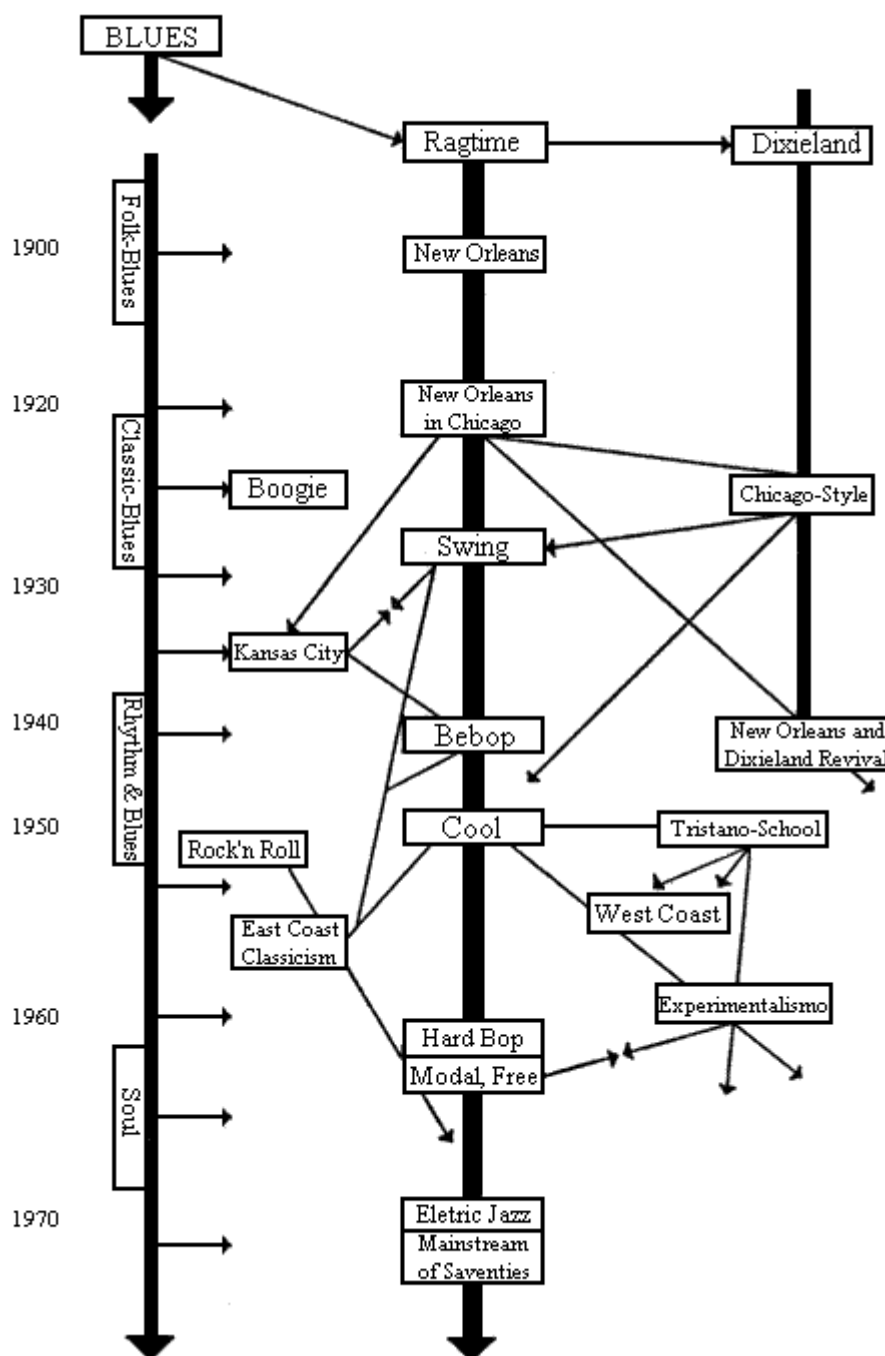 BLUES
Ragtime
Dixieland
Folk-Blues
1900
New Orleans
1920
New Orleans
in Chicago
Classic-Blues
Boogie
Chicago-Style
Swing
1930
Kansas City
Rhythm & Blues
1940
Bebop
New Orleans and
Dixieland Revival
1950
Cool
Tristano-School
Rock'n Roll
West Coast
East Coast
Classicism
Experimentalismo
1960
Hard Bop
Modal, Free
Soul
1970
Eletric Jazz
Mainstream
of Saventies